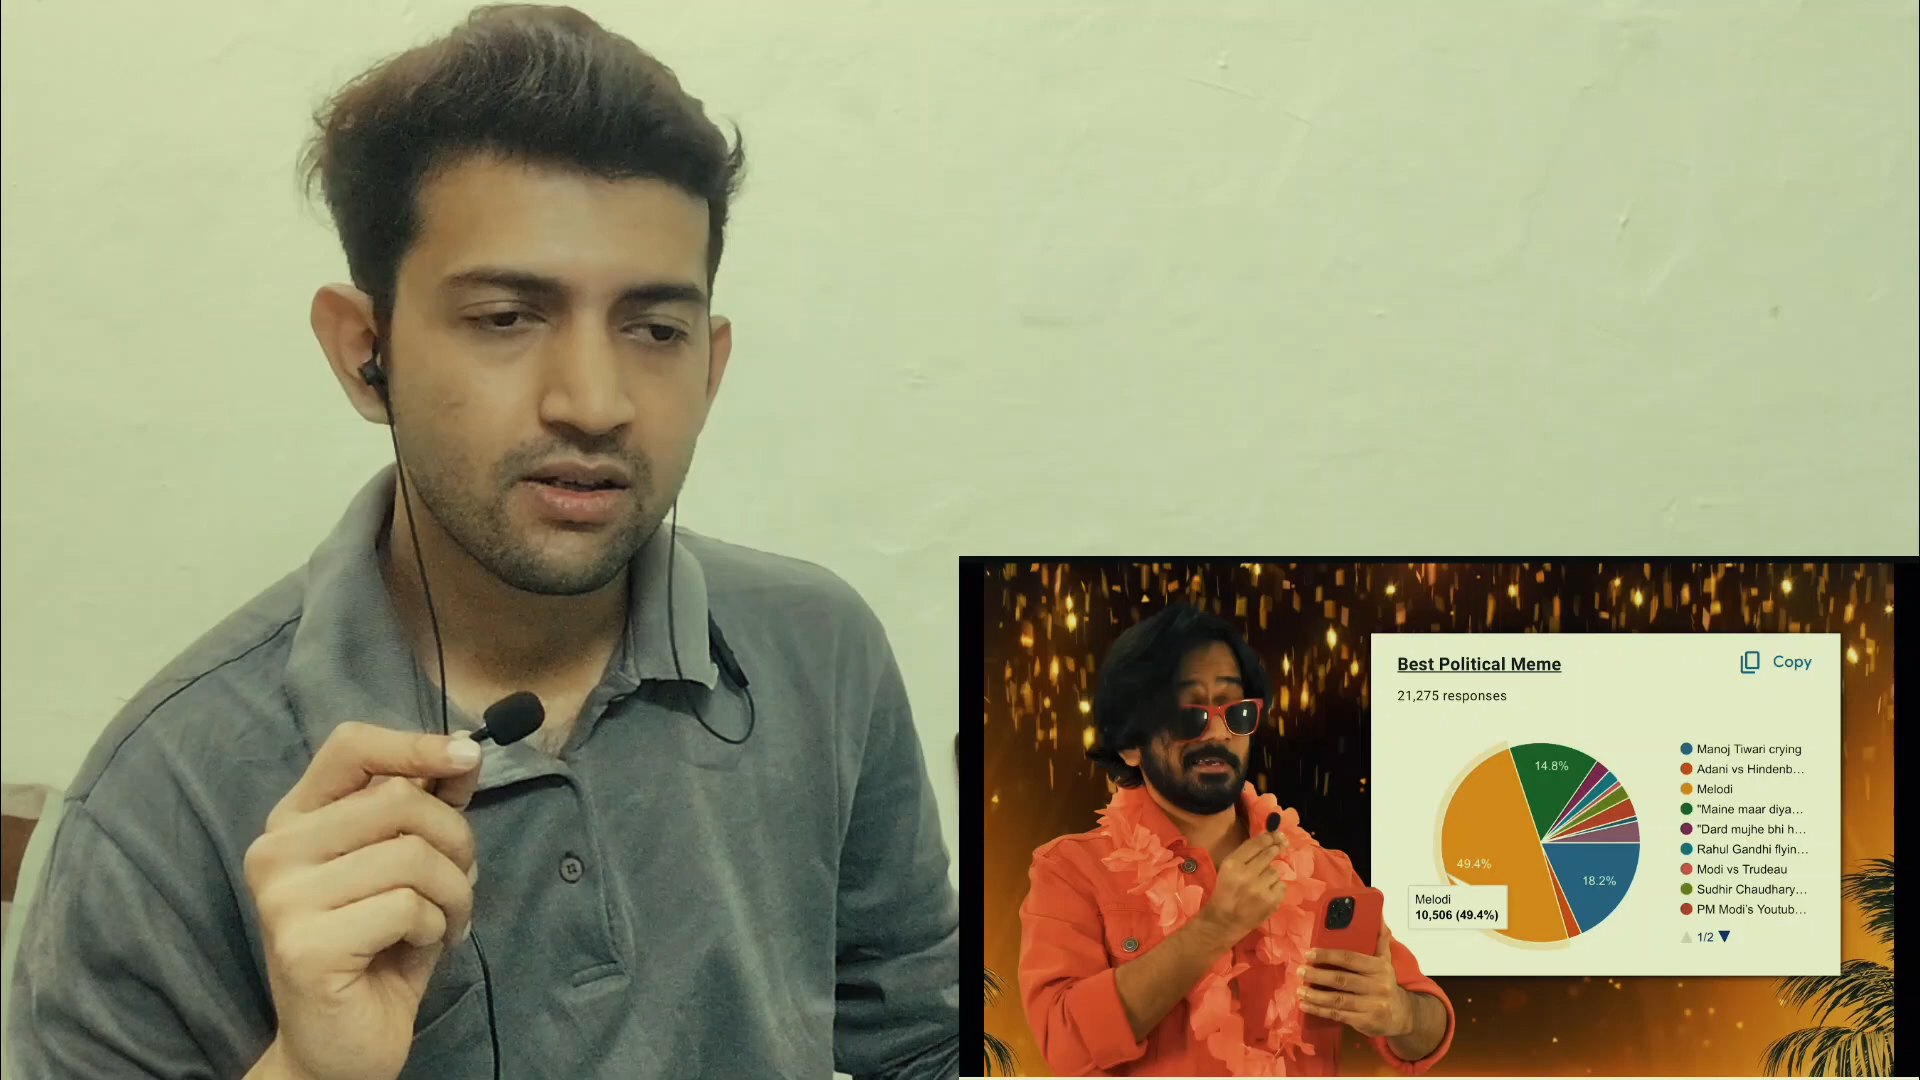 Best Political Meme
Copy
21,275 responses
14.8%
49.4%
18.2%
Melodi
10,506 (49.4%)
Manoj Tiwari crying
Adani vs Hindenb...
Melodi
"Maine maar diya...
"Dard mujhe bhi h...
Rahul Gandhi flyin...
Modi vs Trudeau
Sudhir Chaudhary...
PM Modi's Youtub...
1/2